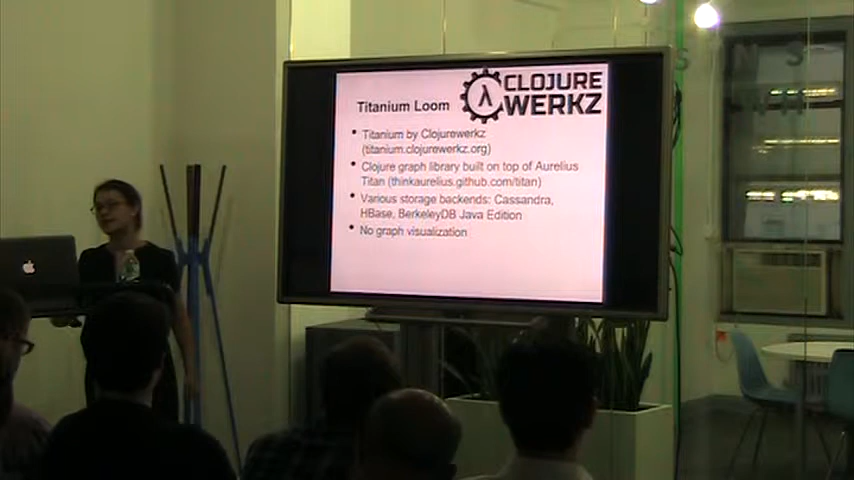 CLOJURE
WERKZ
Titanium Loom
• Titanium by Clojurewerkz
(titanium.clojurewerkz.org)
• Clojure graph library built on top of Aurelius
Titan (thinkaurelius.github.com/titan)
• Various storage backends: Cassandra,
HBase, BerkeleyDB Java Edition
• No graph visualization